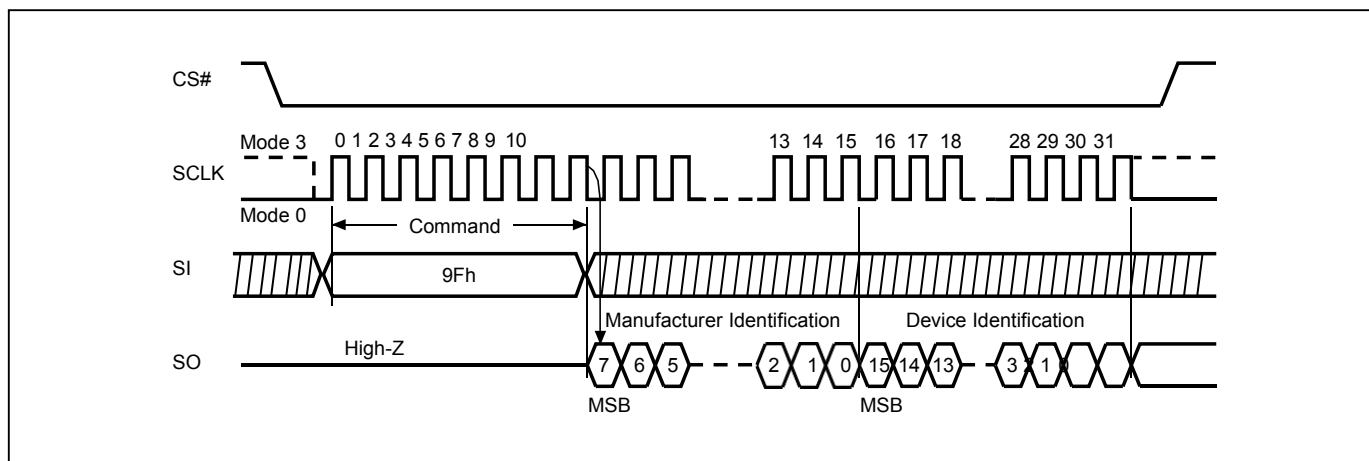 CS#
Mode 3
0 1 2 3 4 5 6 7 8 9 10 13 14 15 16 17 18 28 29 30 31
SCLK
Mode 0
Command
SI
9Fh
Manufacturer Identification Device Identification
High-Z
SO
7 6 5 2 1 0 15 14 13 3 2 1 0
MSB MSB